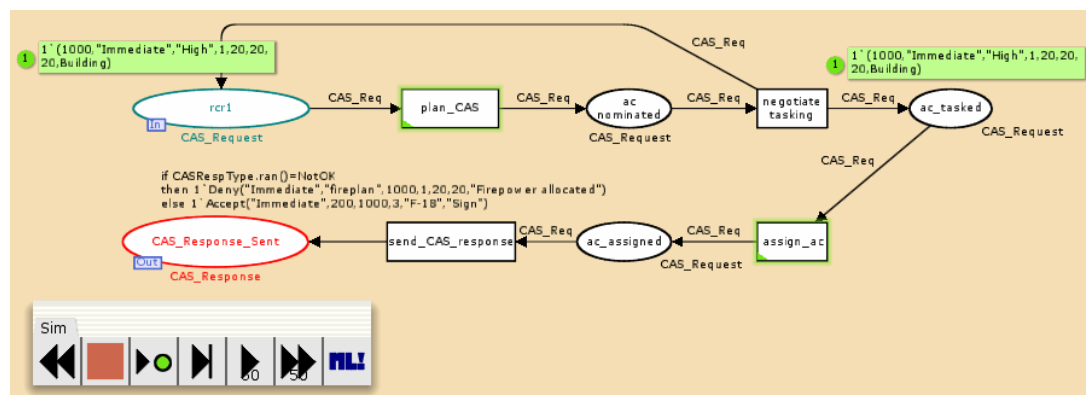 CAS_Req
1 1`(1000,"Immediate","High",1,20,20,
20,Building)
1 1`(1000,"Immediate","High",1,20,20,
20,Building)
rcr1
In
CAS_Request
CAS_Req
plan_CAS
CAS_Req
ac
nominated
CAS_Request
CAS_Req
negotiate
tasking
CAS_Req
ac_tasked
CAS_Request
CAS_Req
if CASRespType.ran()=NotOK
then 1`Deny("Immediate","fireplan",1000,1,20,20,"Firepower allocated")
else 1`Accept("Immediate",200,1000,3,"F-18","Sign")
CAS_Response_Sent
Out
CAS_Response
send_CAS_response
CAS_Req
ac_assigned
CAS_Request
CAS_Req
assign_ac
Sim
50
50
ML!